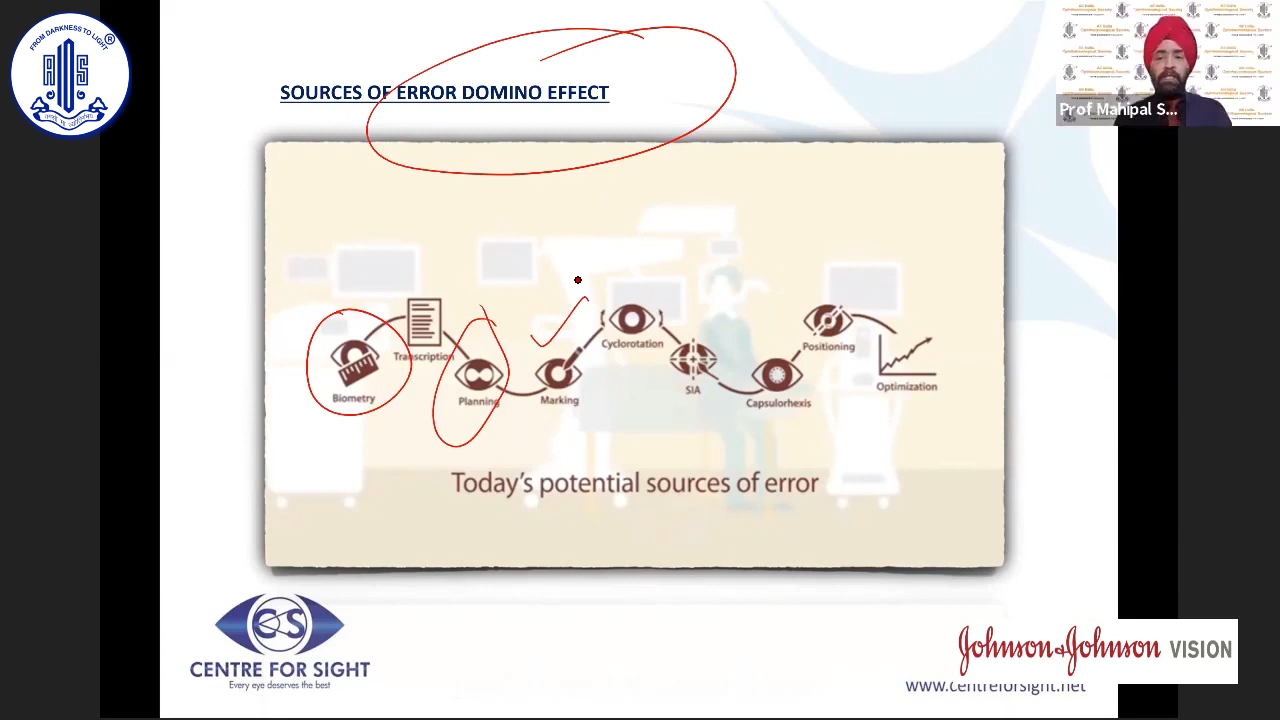 FROM DARKNESS TO LIGHT
AIOS
Prof Mahipal S...
SOURCES OF ERROR DOMINO EFFECT
Biometry
Transcription
Planning
Marking
Cyclorotation
SIA
Capsulorhexis
Positioning
Optimization
Today's potential sources of error
CFS
CENTRE FOR SIGHT
Every eye deserves the best
Johnson & Johnson VISION
www.centreforsight.net